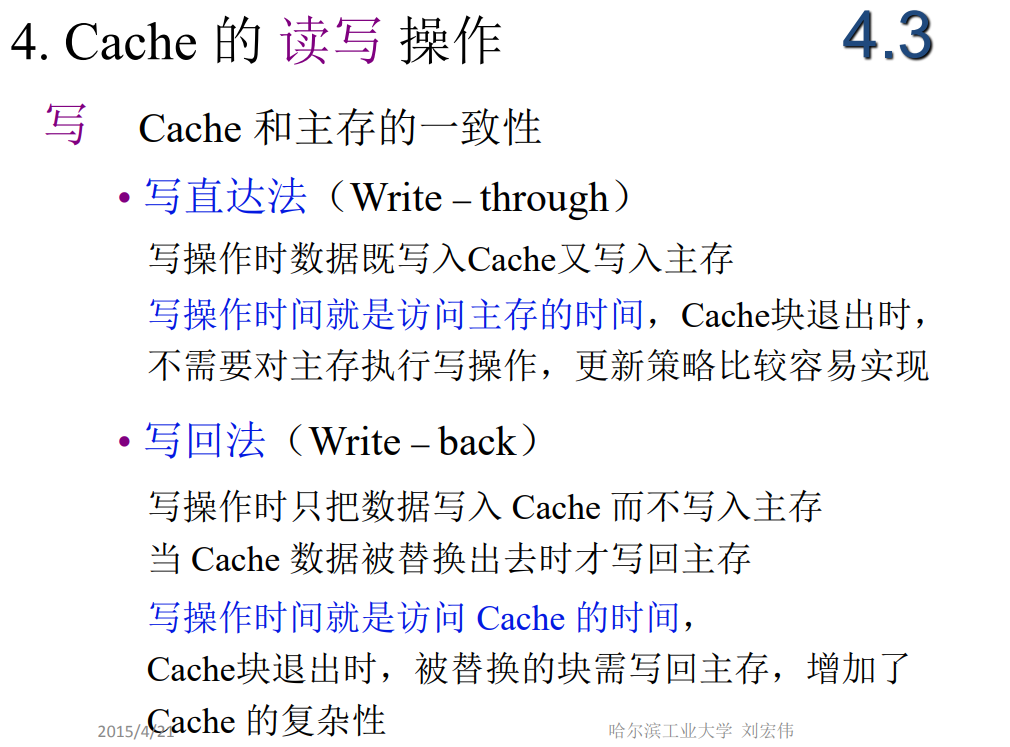 4. Cache 的 读写 操作
4.3
写 Cache 和主存的一致性
• 写直达法（Write – through）
写操作时数据既写入Cache又写入主存
写操作时间就是访问主存的时间，Cache块退出时，
不需要对主存执行写操作，更新策略比较容易实现
• 写回法（Write – back）
写操作时只把数据写入 Cache 而不写入主存
当 Cache 数据被替换出去时才写回主存
写操作时间就是访问 Cache 的时间，
Cache块退出时，被替换的块需写回主存，增加了
Cache 的复杂性
2015/4/21
哈尔滨工业大学 刘宏伟